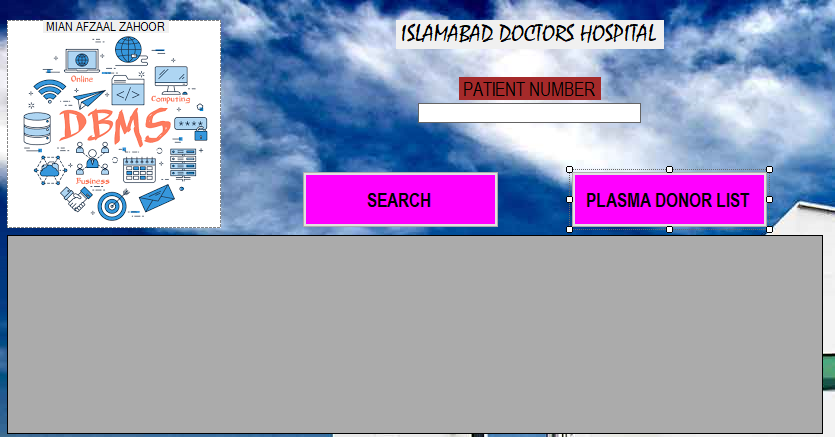 MIAN AFZAAL ZAHOOR
ISLAMABAD DOCTORS HOSPITAL
Online
Computing
</>
DBMS
****
Business
PATIENT NUMBER
SEARCH
PLASMA DONOR LIST